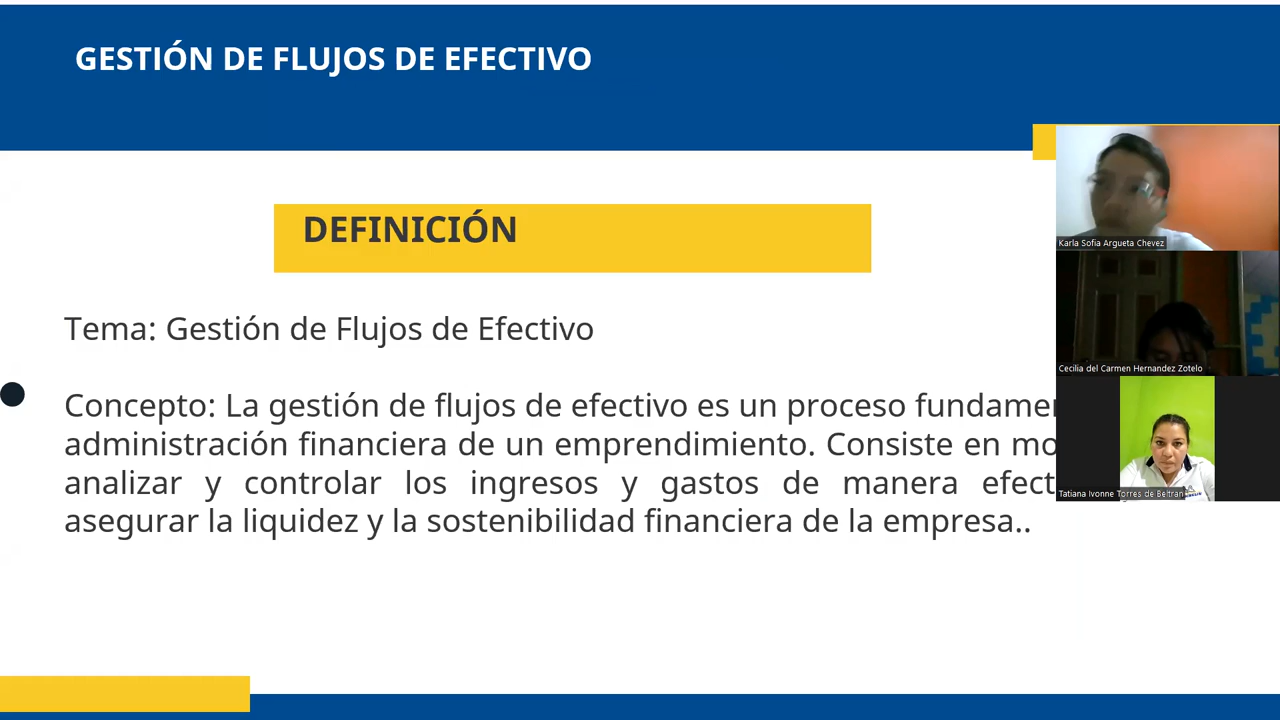 GESTIÓN DE FLUJOS DE EFECTIVO
DEFINICIÓN
Tema: Gestión de Flujos de Efectivo
Concepto: La gestión de flujos de efectivo es un proceso
administración financiera de un emprendimiento. Consiste en
analizar y controlar los ingresos y gastos de manera
asegurar la liquidez y la sostenibilidad financiera de la empresa..
Karla Sofia Argueta Chevez
Cecilia del Carmen Hernandez Zotelo
Tatiana Ivonne Torres de Beltran